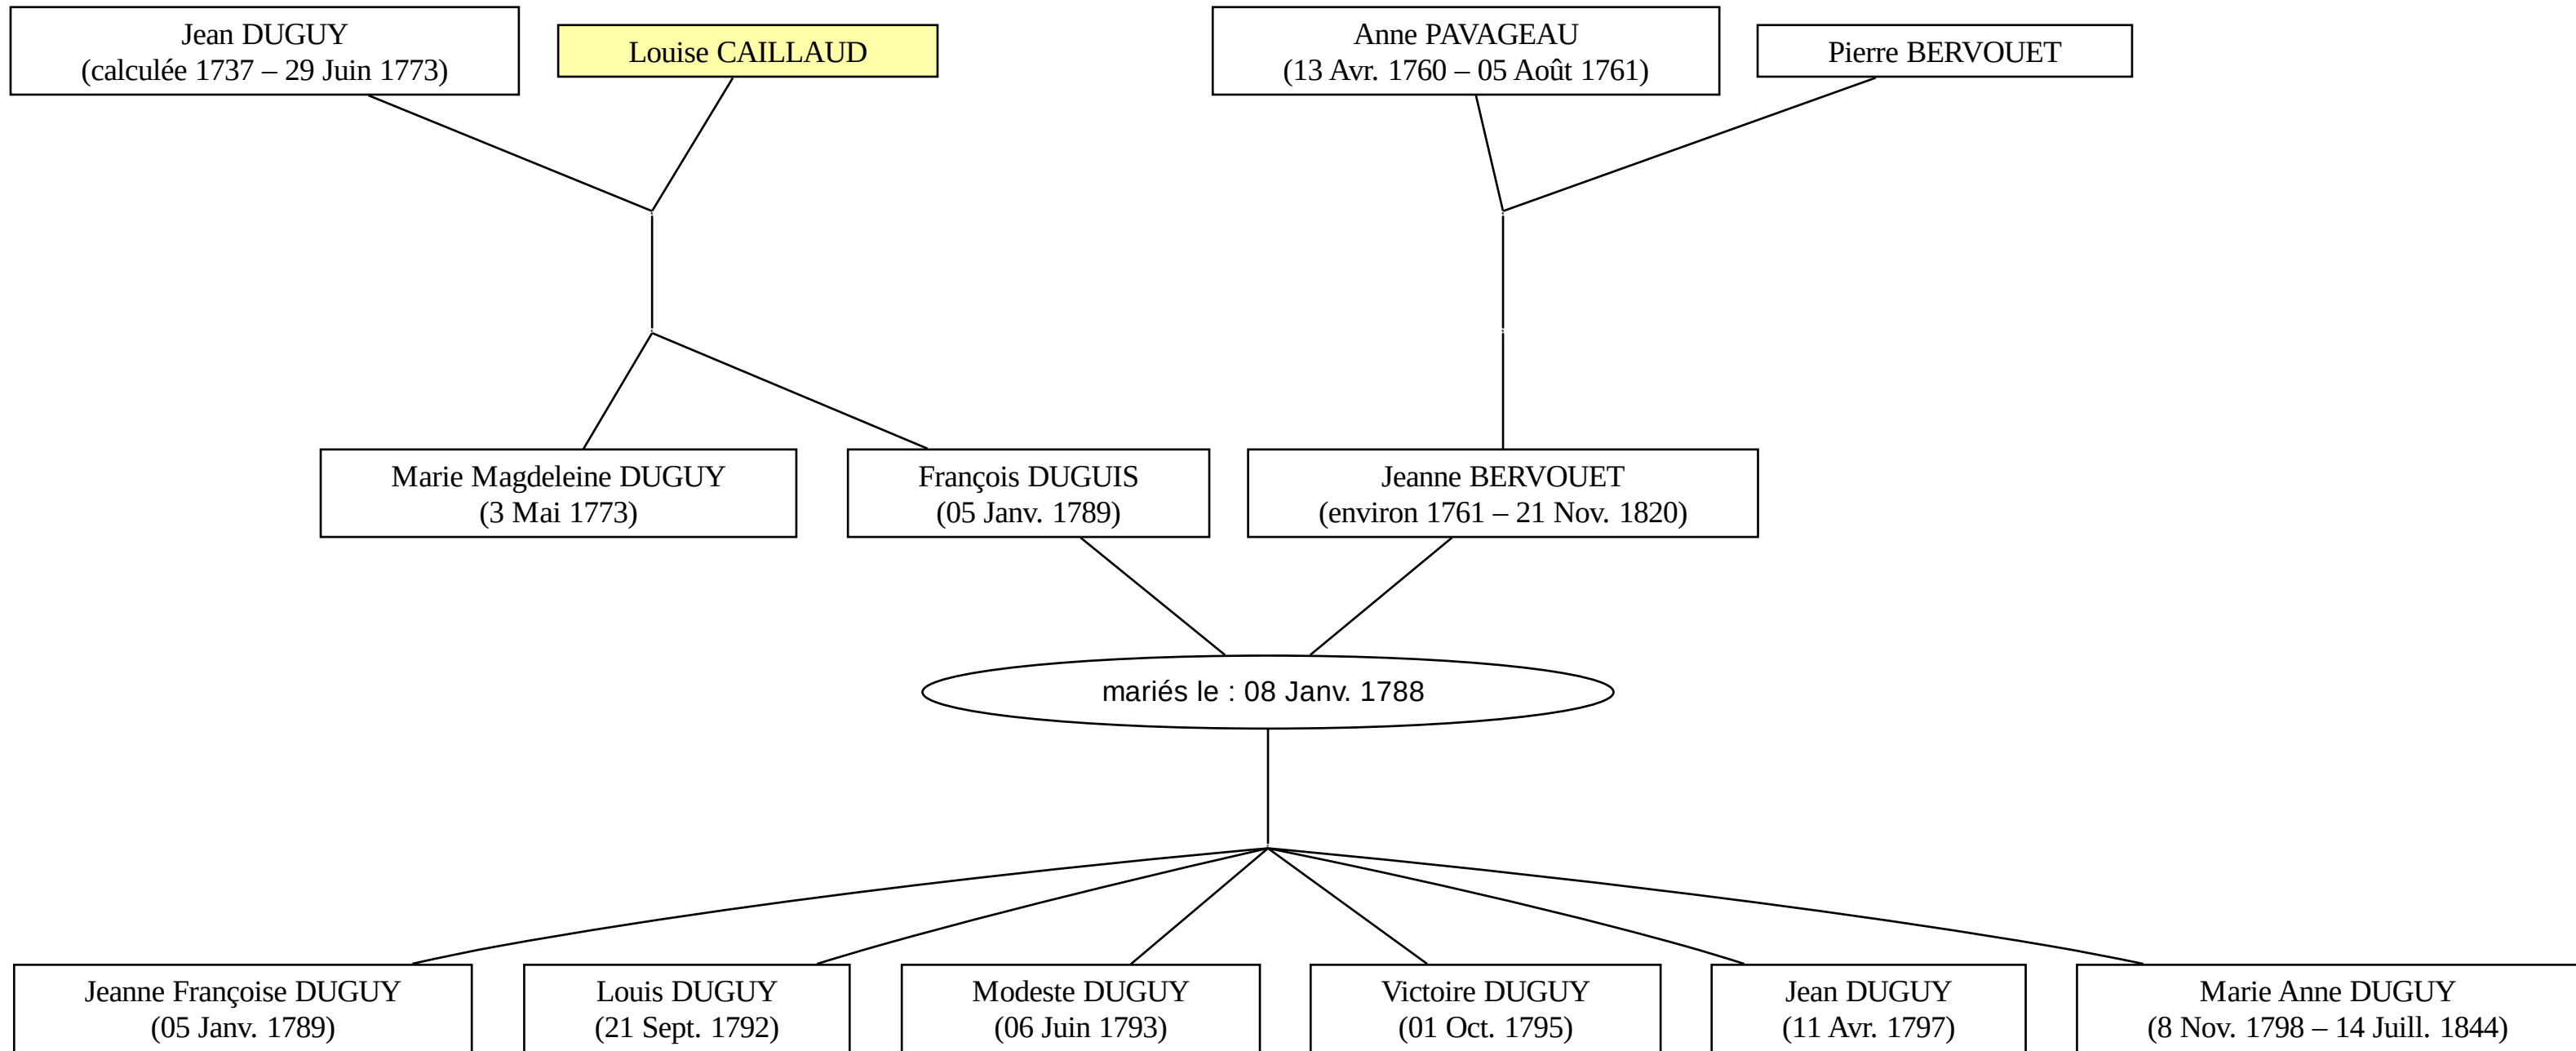 Jean DUGUY
(calculée 1737 – 29 Juin 1773)
Louise CAILLAUD
Anne PAVAGEAU
(13 Avr. 1760 – 05 Août 1761)
Pierre BERVOUET
Marie Magdeleine DUGUY
(3 Mai 1773)
François DUGUIS
(05 Janv. 1789)
Jeanne BERVOUET
(environ 1761 – 21 Nov. 1820)
mariés le : 08 Janv. 1788
Jeanne Françoise DUGUY
(05 Janv. 1789)
Louis DUGUY
(21 Sept. 1792)
Modeste DUGUY
(06 Juin 1793)
Victoire DUGUY
(01 Oct. 1795)
Jean DUGUY
(11 Avr. 1797)
Marie Anne DUGUY
(8 Nov. 1798 – 14 Juill. 1844)